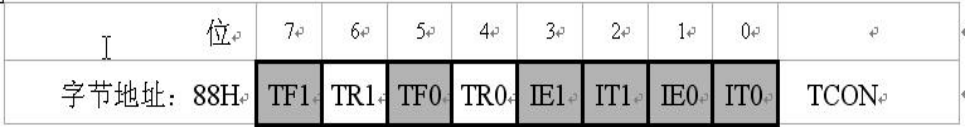 位 7 6 5 4 3 2 1 0
字节地址：88H TF1 TR1 TF0 TR0 IE1 IT1 IE0 IT0 TCON